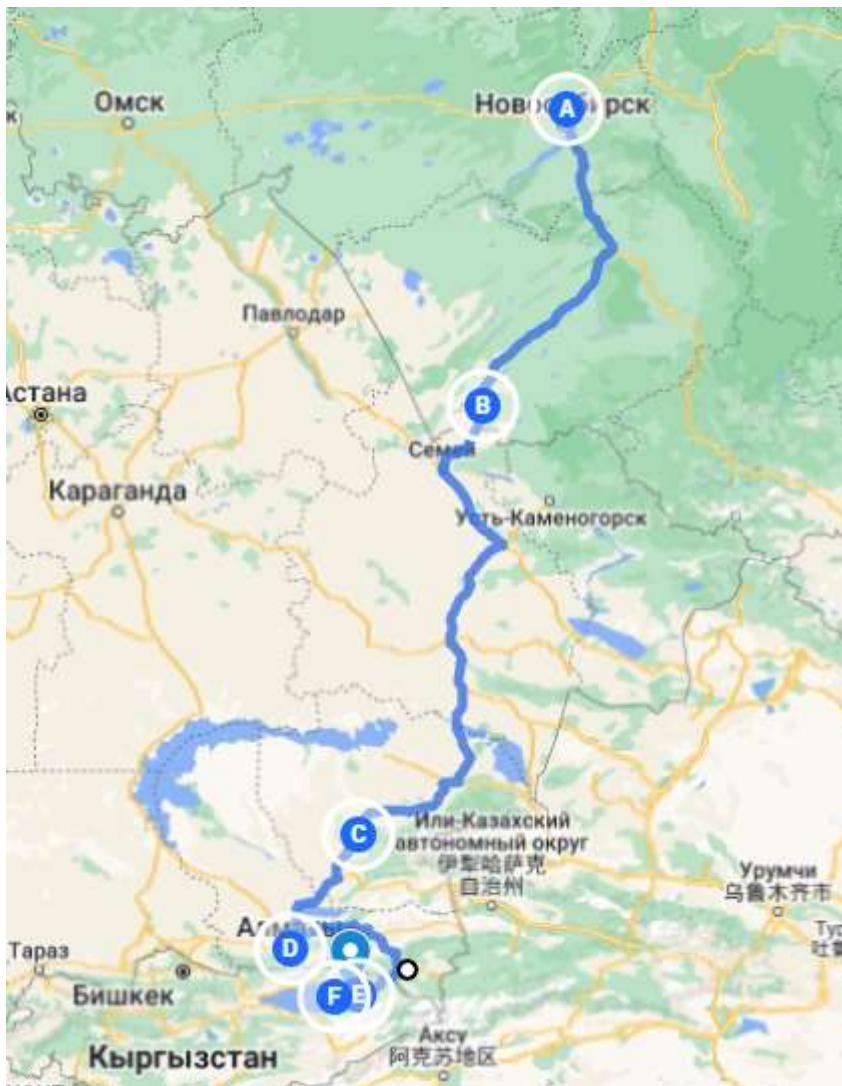 Омск
Новосибирск
A
Павлодар
Астана
B
Семей
Караганда
Усть-Каменогорск
C
Или-Казахский
автономный округ
伊犁哈萨克
自治州
Урумчи
乌鲁木齐市
Алматы
D
Тараз
Бишкек
F
E
Аксу
阿克苏地区
Кыргызстан